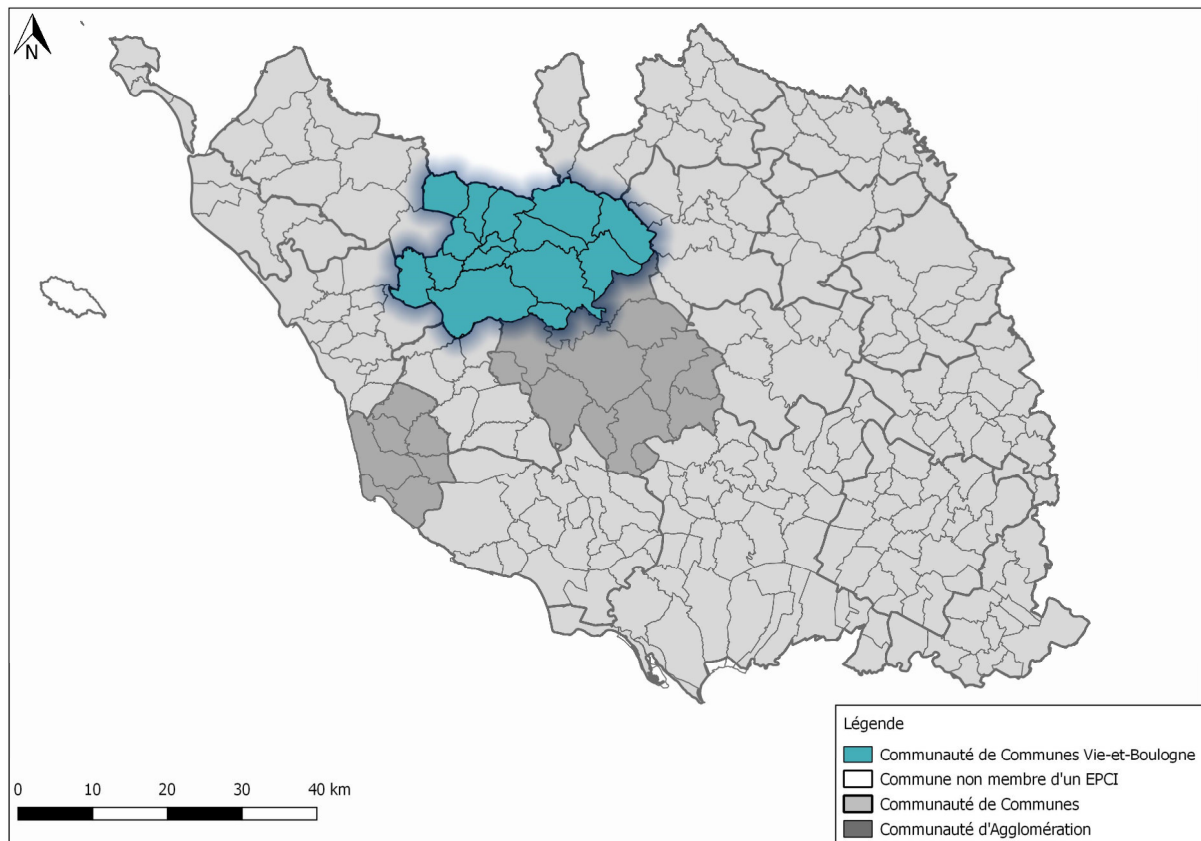 N
Légende
Communauté de Communes Vie-et-Boulogne
Commune non membre d'un EPCI
Communauté de Communes
Communauté d'Agglomération
0 10 20 30 40 km